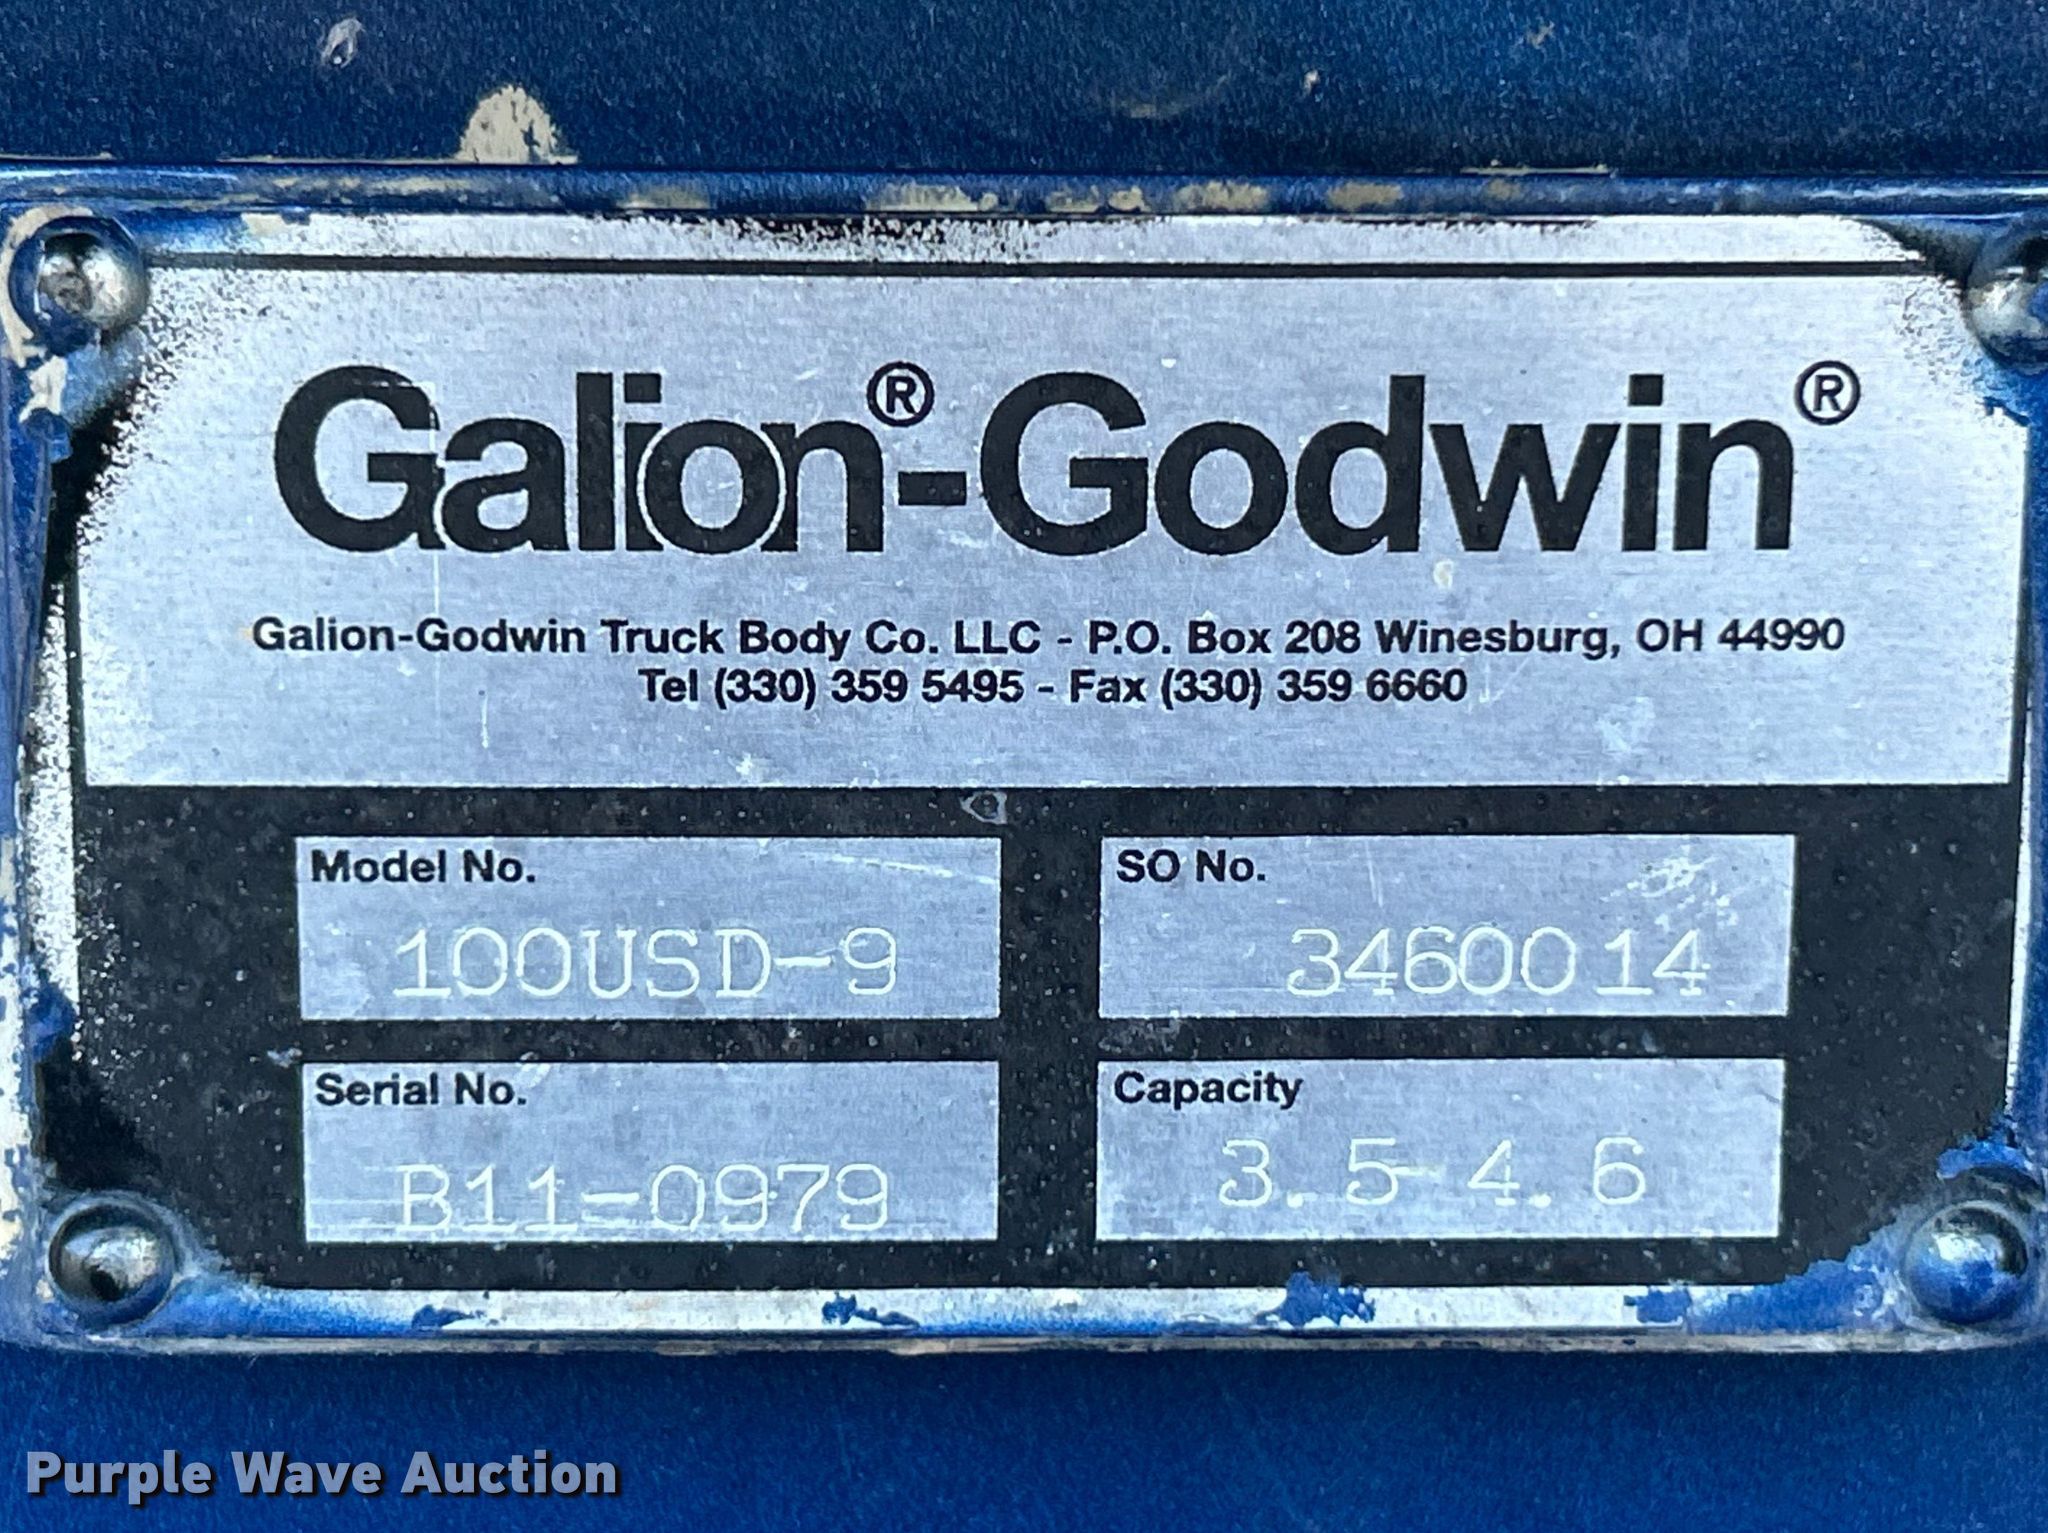 Galion®-Godwin®
Galion-Godwin Truck Body Co. LLC - P.O. Box 208 Winesburg, OH 44990
Tel (330) 359 5495 - Fax (330) 359 6660
Model No.
100USD-9
SO No.
3460014
Serial No.
B11-0979
Capacity
3.5-4.6
Purple Wave Auction